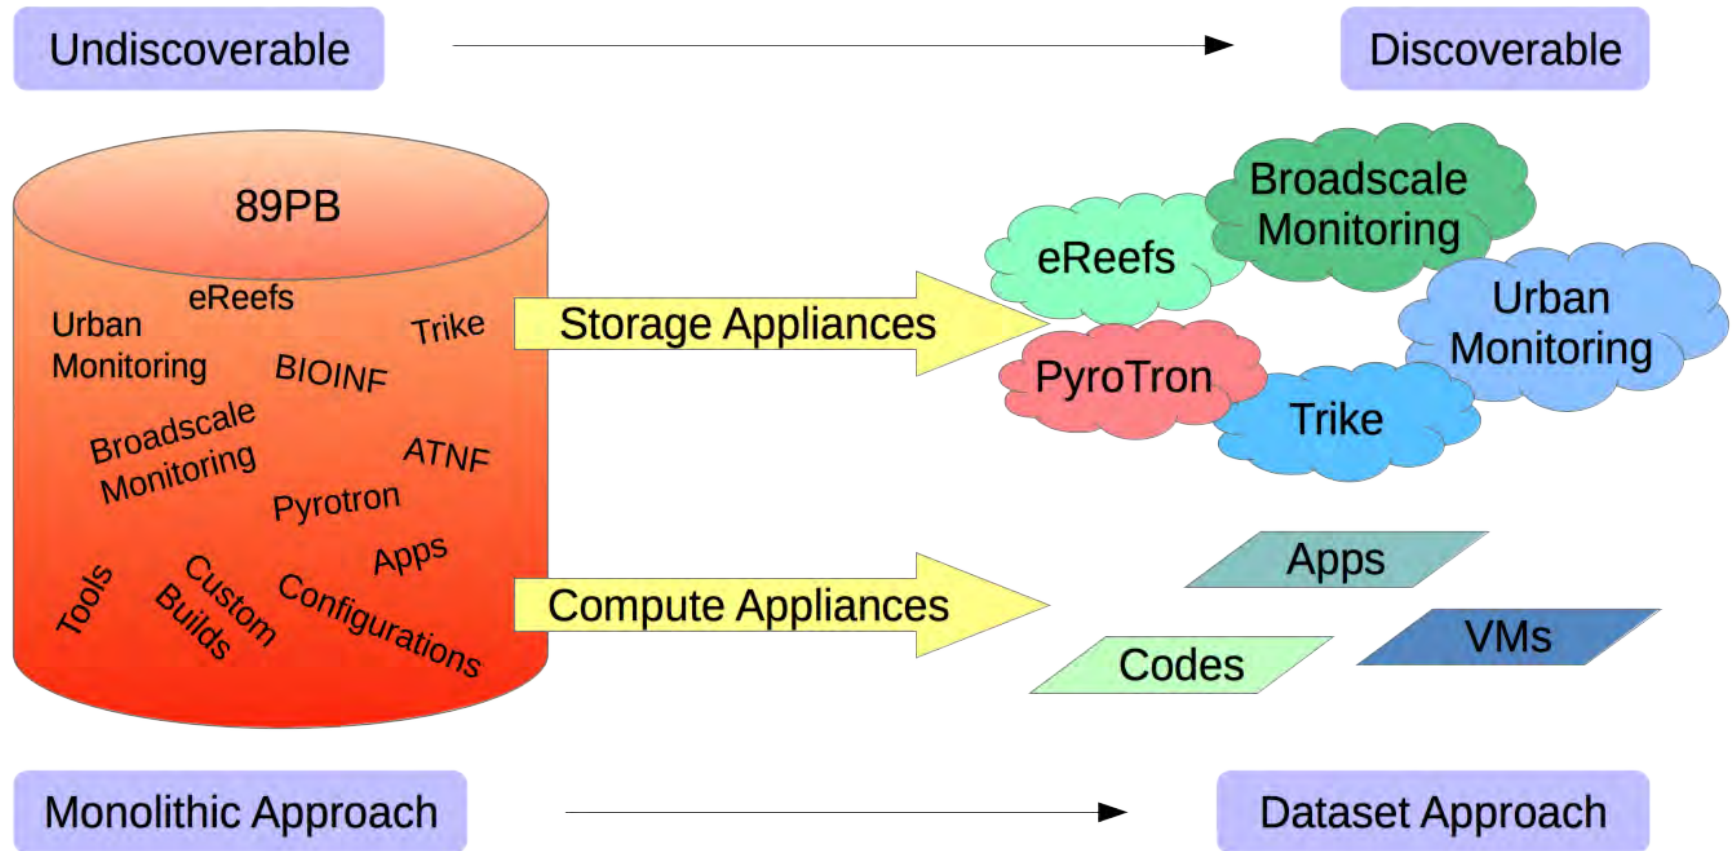 Undiscoverable
Discoverable
89PB
eReefs
Urban
Monitoring
Trike
BIOINF
Broadscale
Monitoring
ATNF
Pyrotron
Apps
Tools
Custom
Builds
Configurations
Storage Appliances
Compute Appliances
Broadscale
Monitoring
eReefs
Urban
Monitoring
PyroTron
Trike
Apps
VMs
Codes
Monolithic Approach
Dataset Approach